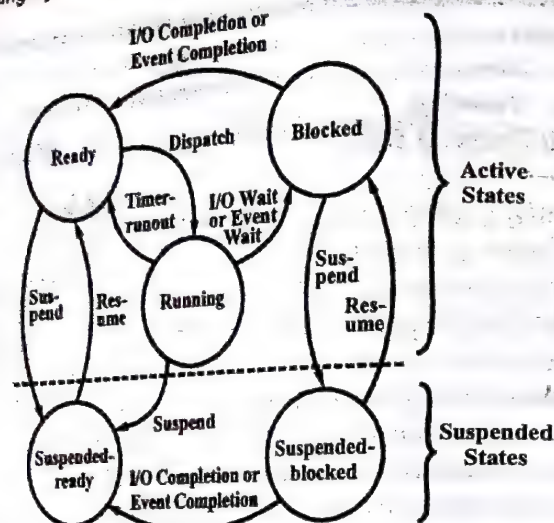 I/O Completion or
Event Completion
Ready
Dispatch
Blocked
Active
States
Timer-
runout
I/O Wait
or Event
Wait
Running
Sus-
pend
Res-
ume
Sus-
pend
Res-
ume
Suspend
Suspended-
ready
I/O Completion or
Event Completion
Suspended-
blocked
Suspended
States